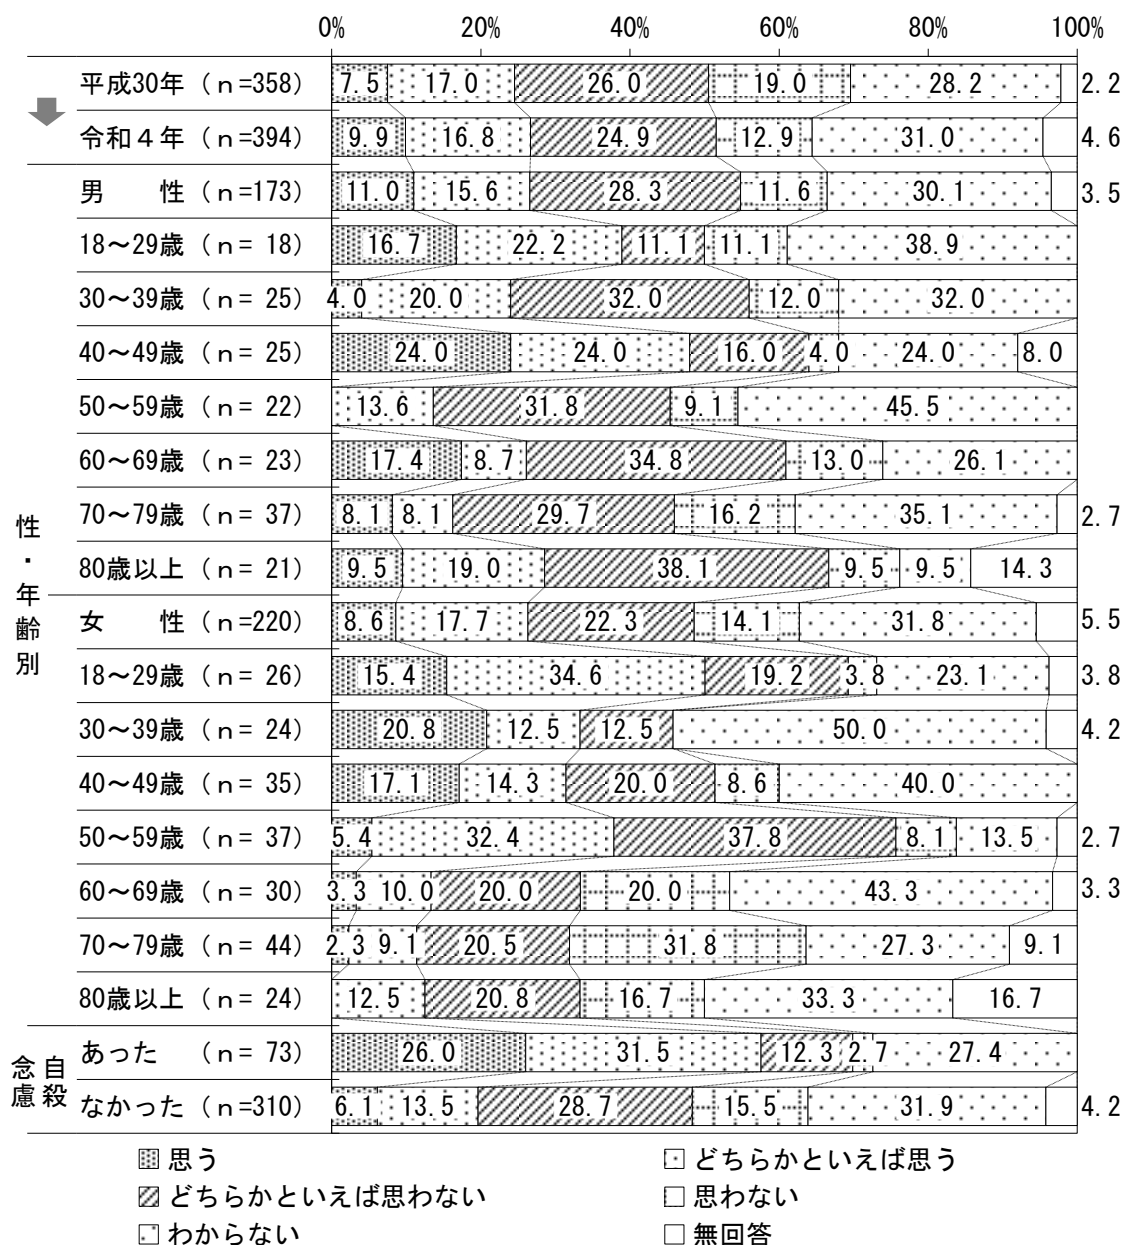 0% 20% 40% 60% 80% 100%
平成30年 (n=358) 7.5 17.0 26.0 19.0 28.2 2.2
令和4年 (n=394) 9.9 16.8 24.9 12.9 31.0 4.6
性・年齢別
男 性 (n=173) 11.0 15.6 28.3 11.6 30.1 3.5
18～29歳 (n= 18) 16.7 22.2 11.1 11.1 38.9
30～39歳 (n= 25) 4.0 20.0 32.0 12.0 32.0
40～49歳 (n= 25) 24.0 24.0 16.0 4.0 24.0 8.0
50～59歳 (n= 22) 13.6 31.8 9.1 45.5
60～69歳 (n= 23) 17.4 8.7 34.8 13.0 26.1
70～79歳 (n= 37) 8.1 8.1 29.7 16.2 35.1 2.7
80歳以上 (n= 21) 9.5 19.0 38.1 9.5 9.5 14.3
女 性 (n=220) 8.6 17.7 22.3 14.1 31.8 5.5
18～29歳 (n= 26) 15.4 34.6 19.2 3.8 23.1 3.8
30～39歳 (n= 24) 20.8 12.5 12.5 50.0 4.2
40～49歳 (n= 35) 17.1 14.3 20.0 8.6 40.0
50～59歳 (n= 37) 5.4 32.4 37.8 8.1 13.5 2.7
60～69歳 (n= 30) 3.3 10.0 20.0 20.0 43.3 3.3
70～79歳 (n= 44) 2.3 9.1 20.5 31.8 27.3 9.1
80歳以上 (n= 24) 12.5 20.8 16.7 33.3 16.7
自殺念慮
あった (n= 73) 26.0 31.5 12.3 2.7 27.4
なかった (n=310) 6.1 13.5 28.7 15.5 31.9 4.2
思う どちらかといえば思う
どちらかといえば思わない 思わない
わからない 無回答